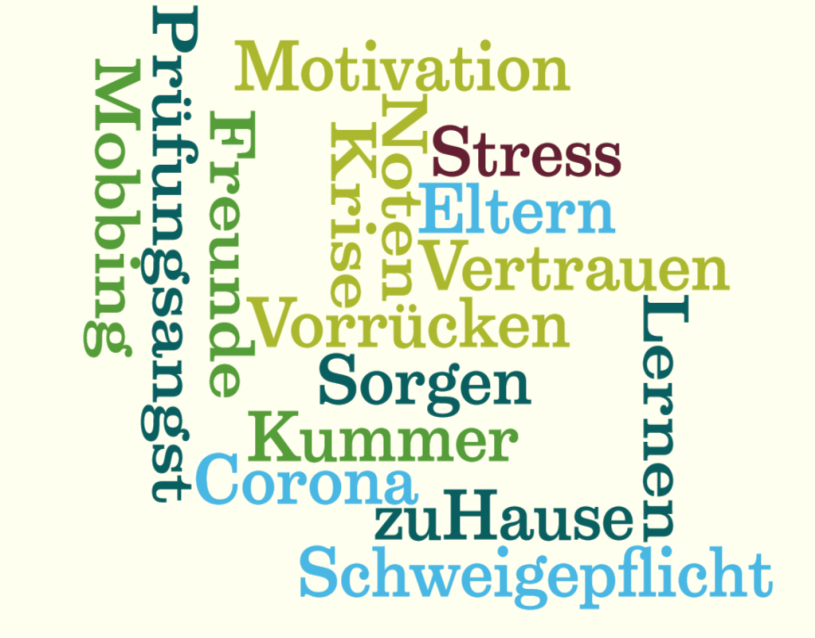 Mobbing
Prüfungsangst
Freunde
Motivation
Krise
Noten
Stress
Eltern
Vertrauen
Vorrücken
Sorgen
Kummer
Corona
zuHause
Lernen
Schweigepflicht